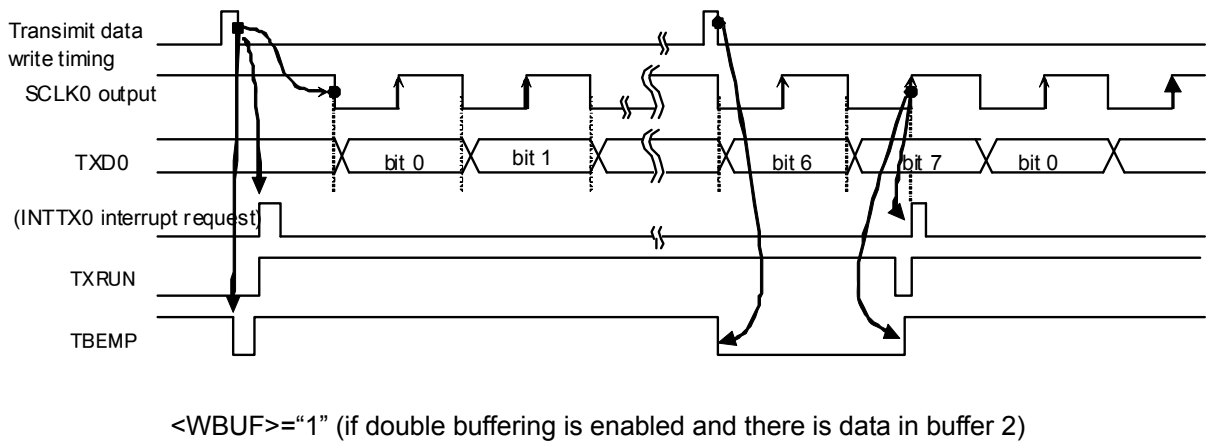 Transimit data
write timing
SCLK0 output
TXD0
bit 0
bit 1
bit 6
bit 7
bit 0
(INTTX0 interrupt request)
TXRUN
TBEMP
<WBUF>=“1” (if double buffering is enabled and there is data in buffer 2)